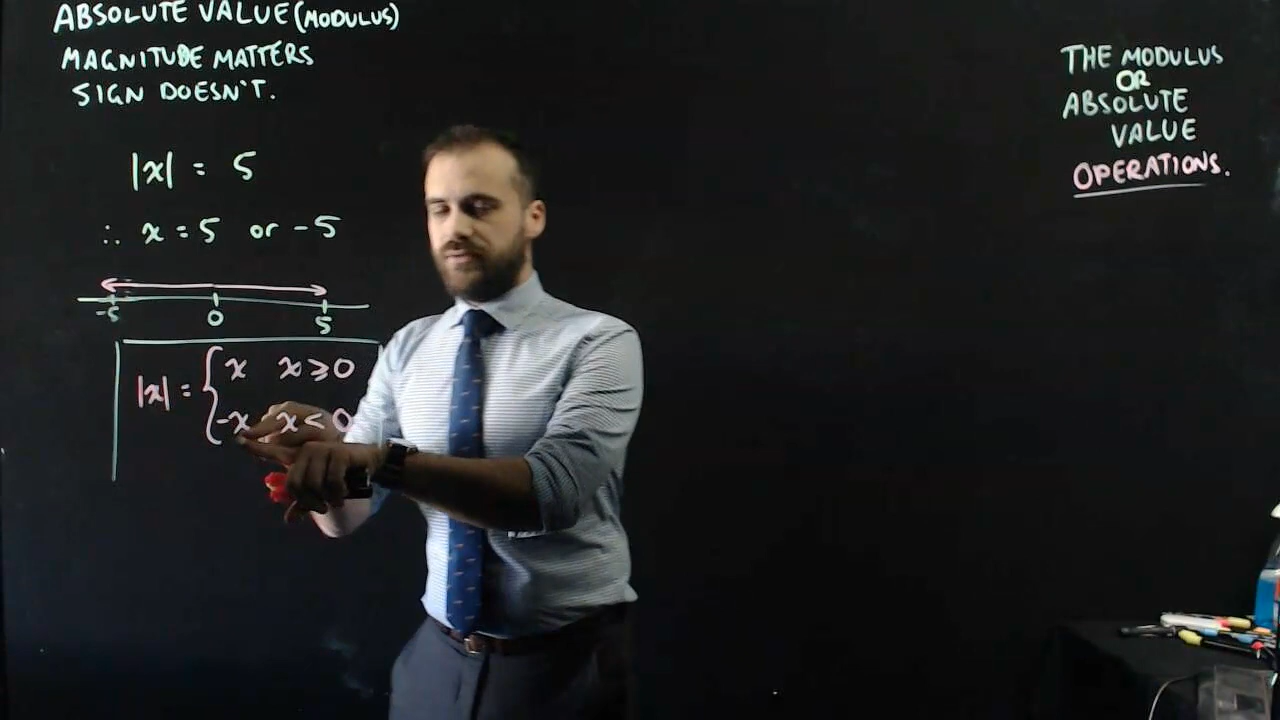 ABSOLUTE VALUE (MODULUS)
MAGNITUDE MATTERS
SIGN DOESN'T.
|x| = 5
∴ x = 5 or -5
-5 0 5
|x| = { x x ≥ 0
-x x < 0
THE MODULUS
OR
ABSOLUTE
VALUE
OPERATIONS.